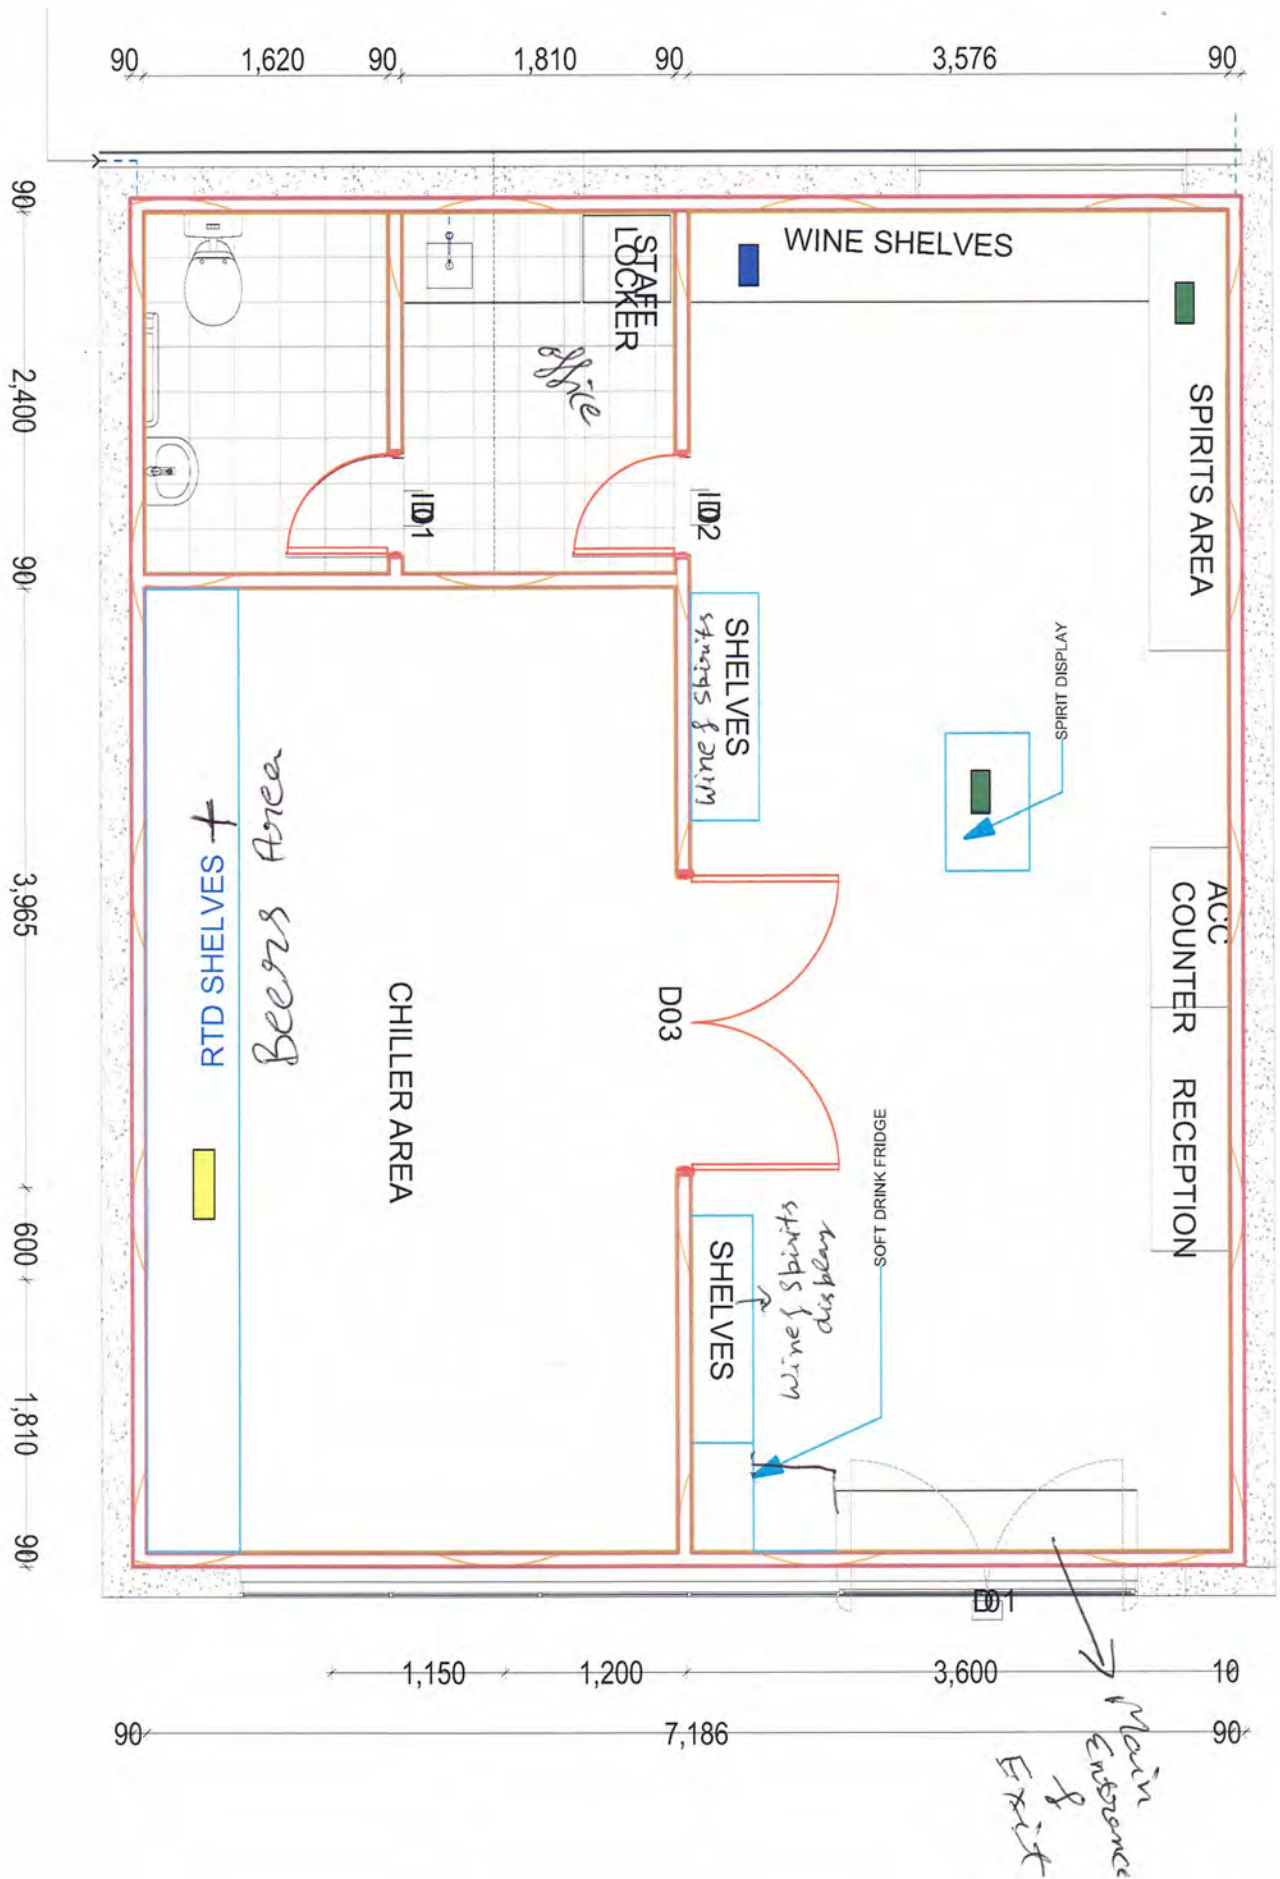 90 1,620 90 1,810 90 3,576 90
90
2,400
90
3,965
600
1,810
90
WINE SHELVES
STAFF
LOCKER
office
SPIRITS AREA
ID1
ID2
SHELVES
Wine & Spirits
SPIRIT DISPLAY
RTD SHELVES +
Beers Area
CHILLER AREA
D03
ACC
COUNTER RECEPTION
SOFT DRINK FRIDGE
SHELVES
Wine & Spirits
display
D01
1,150 1,200 3,600 10
90 7,186 90
Main
Entrance
&
Exit